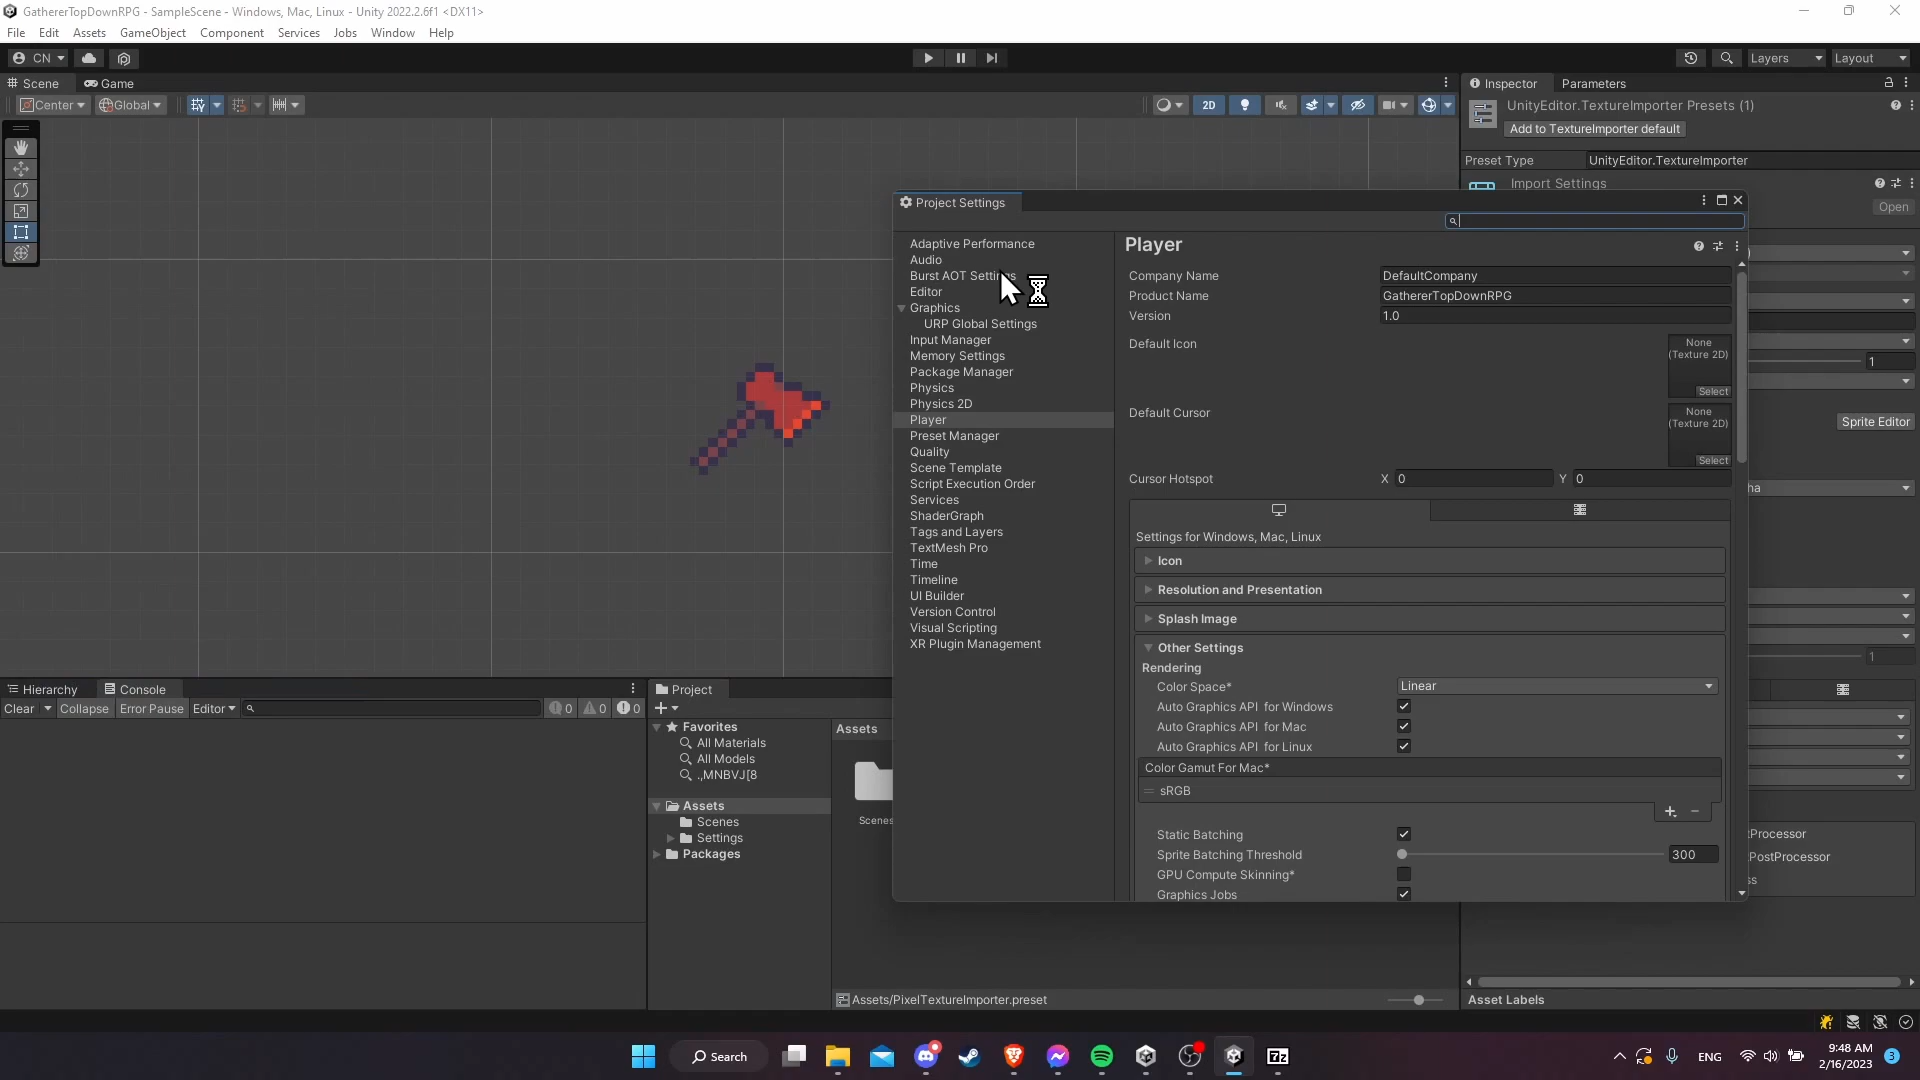 GathererTopDownRPG - SampleScene - Windows, Mac, Linux - Unity 2022.2.6f1 <DX11>
File Edit Assets GameObject Component Services Jobs Window Help
CN Layers Layout
Scene Game
Center Global 2D
Inspector Parameters
UnityEditor.TextureImporter Presets (1)
Add to TextureImporter default
Preset Type UnityEditor.TextureImporter
Import Settings
Open
1
Sprite Editor
1
Project Settings
Adaptive Performance
Audio
Burst AOT Settings
Editor
Graphics
URP Global Settings
Input Manager
Memory Settings
Package Manager
Physics
Physics 2D
Player
Preset Manager
Quality
Scene Template
Script Execution Order
Services
ShaderGraph
Tags and Layers
TextMesh Pro
Time
Timeline
UI Builder
Version Control
Visual Scripting
XR Plugin Management
Player
Company Name DefaultCompany
Product Name GathererTopDownRPG
Version 1.0
Default Icon
None
(Texture 2D)
Select
Default Cursor
None
(Texture 2D)
Select
Cursor Hotspot X 0 Y 0
Settings for Windows, Mac, Linux
Icon
Resolution and Presentation
Splash Image
Other Settings
Rendering
Color Space* Linear
Auto Graphics API for Windows
Auto Graphics API for Mac
Auto Graphics API for Linux
Color Gamut For Mac*
sRGB
Static Batching
Sprite Batching Threshold 300
GPU Compute Skinning*
Graphics Jobs
Hierarchy Console
Clear Collapse Error Pause Editor 0 0 0
Project
Favorites
All Materials
All Models
.,MNBVJ[8
Assets
Scenes
Settings
Packages
Assets
Scenes
Assets/PixelTextureImporter.preset
Asset Labels
Search
ENG
9:48 AM
2/16/2023
3